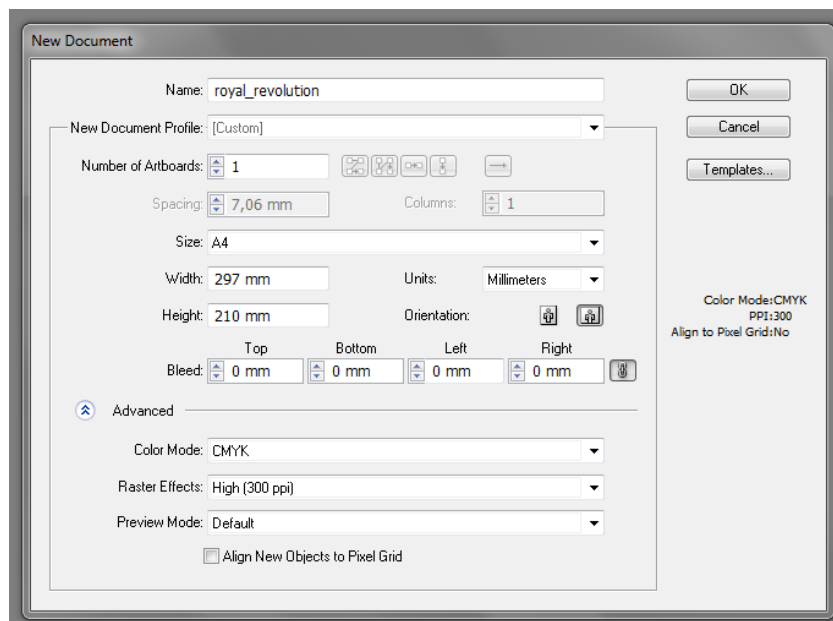 New Document
Name: royal_revolution
OK
New Document Profile: [Custom]
Cancel
Number of Artboards: 1
Templates...
Spacing: 7,06 mm Columns: 1
Size: A4
Width: 297 mm Units: Millimeters
Color Mode:CMYK
Height: 210 mm Orientation:
PPI:300
Align to Pixel Grid:No
Top Bottom Left Right
Bleed: 0 mm 0 mm 0 mm 0 mm
Advanced
Color Mode: CMYK
Raster Effects: High (300 ppi)
Preview Mode: Default
Align New Objects to Pixel Grid